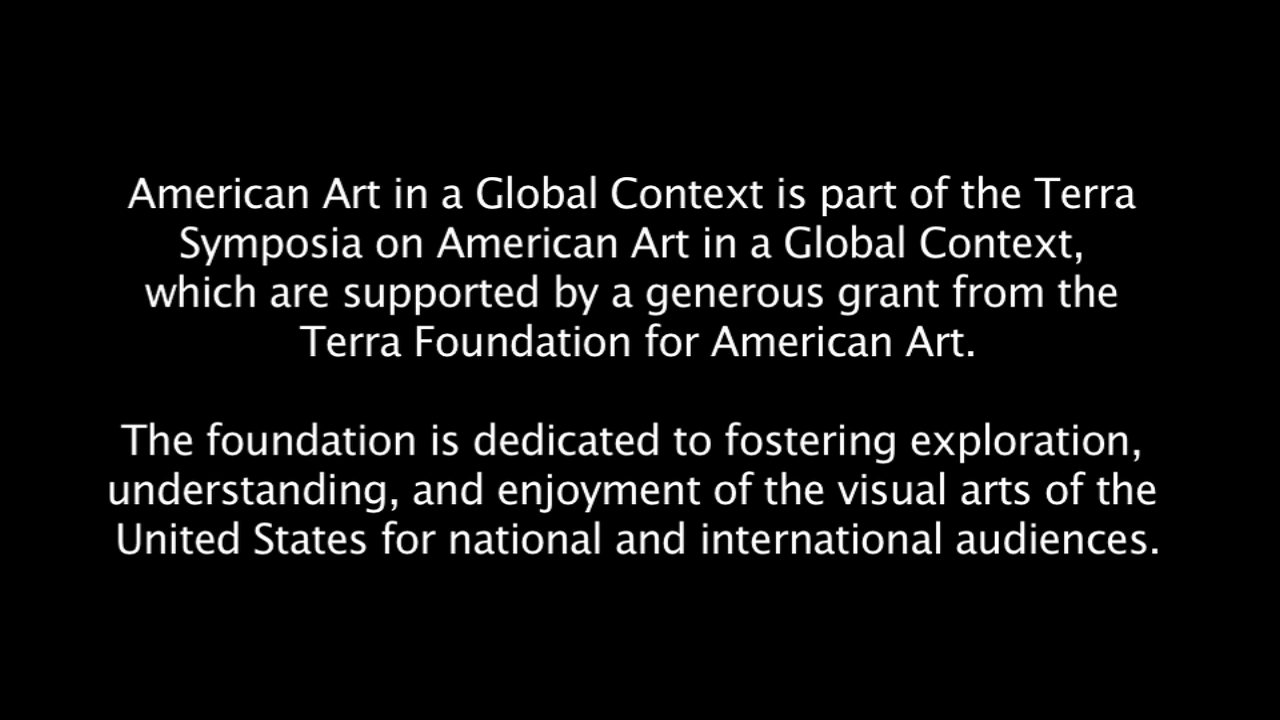 American Art in a Global Context is part of the Terra
Symposia on American Art in a Global Context,
which are supported by a generous grant from the
Terra Foundation for American Art.
The foundation is dedicated to fostering exploration,
understanding, and enjoyment of the visual arts of the
United States for national and international audiences.